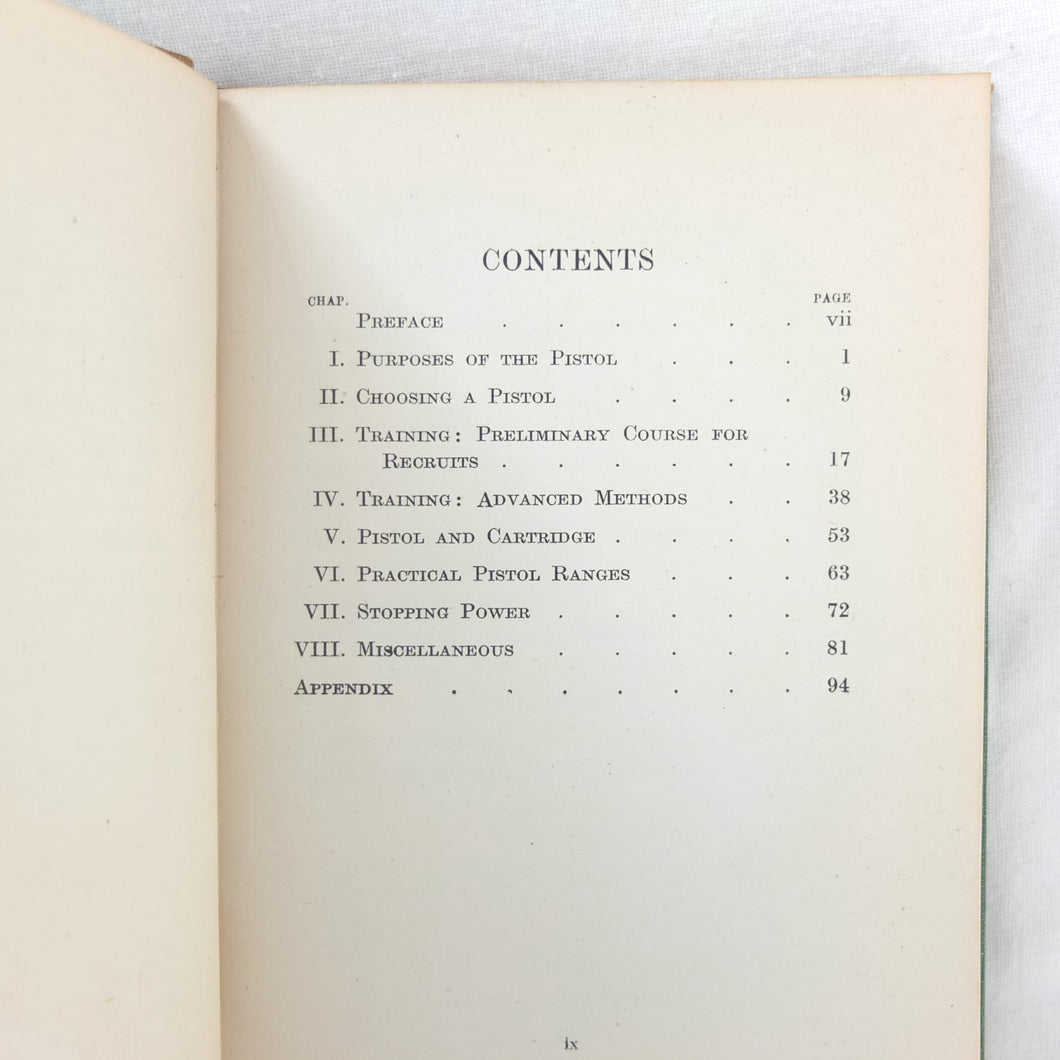 CONTENTS
CHAP. PAGE
PREFACE . . . . . . vii
I. PURPOSES OF THE PISTOL . . . 1
II. CHOOSING A PISTOL . . . . 9
III. TRAINING: PRELIMINARY COURSE FOR
RECRUITS . . . . . . 17
IV. TRAINING: ADVANCED METHODS . . 38
V. PISTOL AND CARTRIDGE . . . . 53
VI. PRACTICAL PISTOL RANGES . . . 63
VII. STOPPING POWER . . . . . 72
VIII. MISCELLANEOUS . . . . . 81
APPENDIX . . . . . . . 94
ix